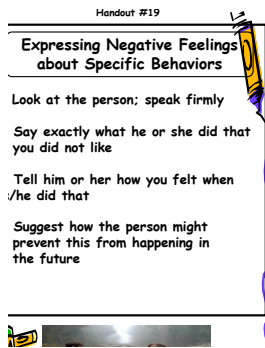 Handout #19
Expressing Negative Feelings
about Specific Behaviors
Look at the person; speak firmly
Say exactly what he or she did that
you did not like
Tell him or her how you felt when
s/he did that
Suggest how the person might
prevent this from happening in
the future